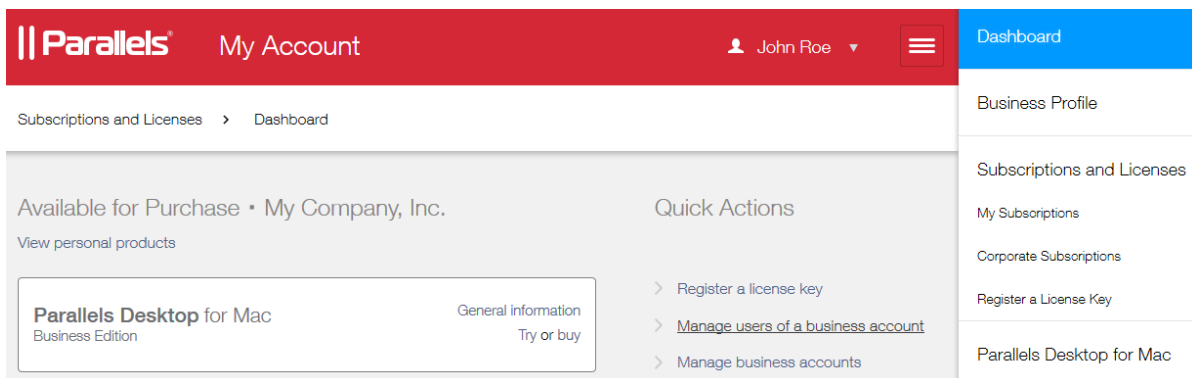 || Parallels® My Account John Roe ▼
Subscriptions and Licenses > Dashboard
Available for Purchase • My Company, Inc.
View personal products
Parallels Desktop for Mac
Business Edition
General information
Try or buy
Quick Actions
> Register a license key
> Manage users of a business account
> Manage business accounts
Dashboard
Business Profile
Subscriptions and Licenses
My Subscriptions
Corporate Subscriptions
Register a License Key
Parallels Desktop for Mac